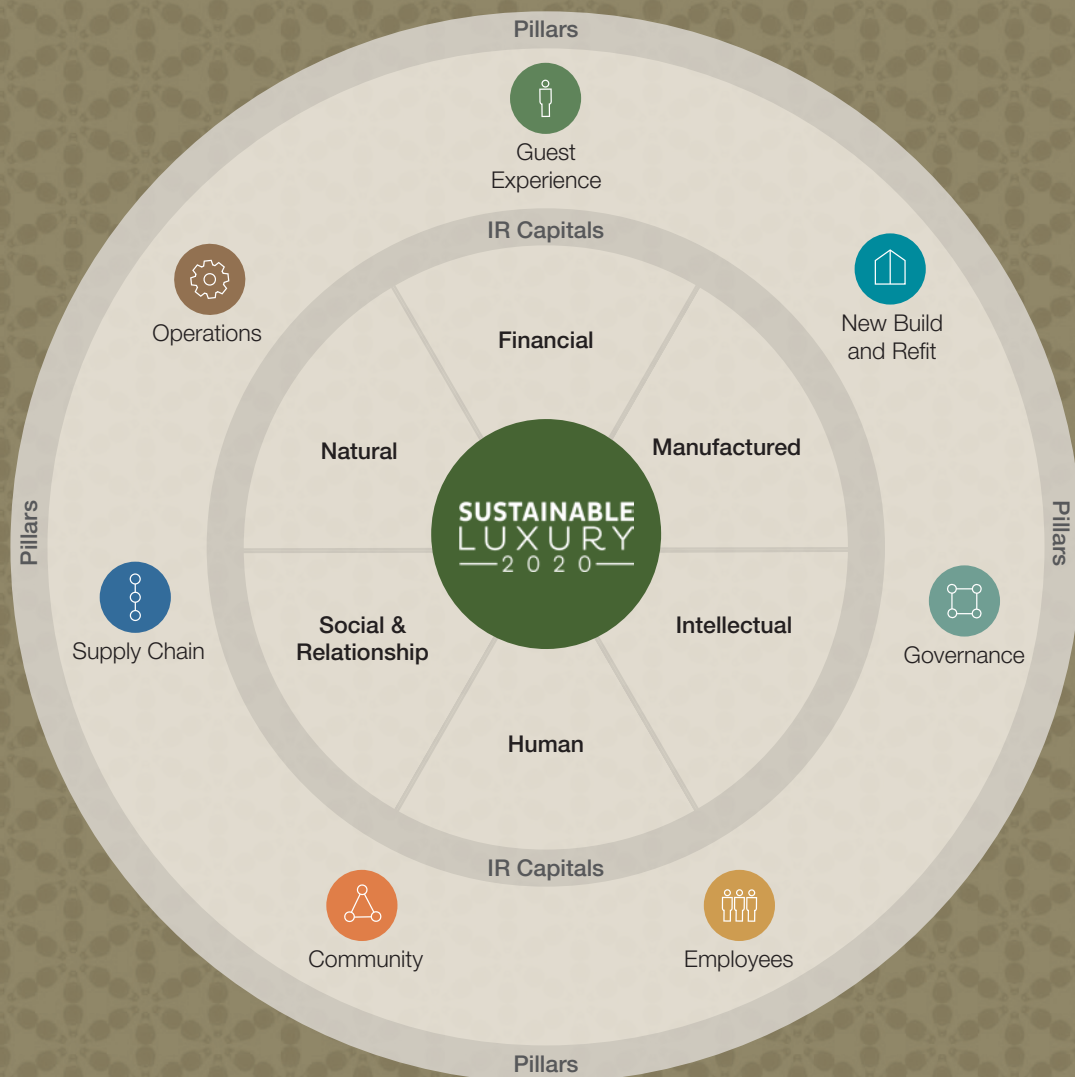 Pillars
Guest
Experience
IR Capitals
Operations
New Build
and Refit
Financial
Natural
Manufactured
SUSTAINABLE
LUXURY
2020
Pillars
Pillars
Supply Chain
Social &
Relationship
Intellectual
Governance
Human
IR Capitals
Community
Employees
Pillars